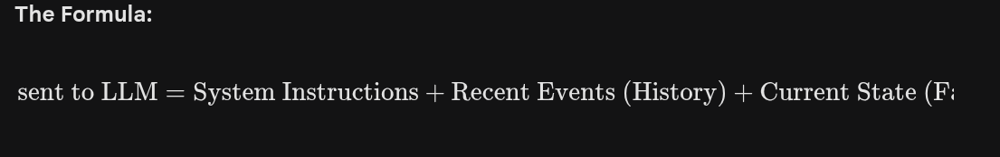 The Formula:
sent to LLM = System Instructions + Recent Events (History) + Current State (